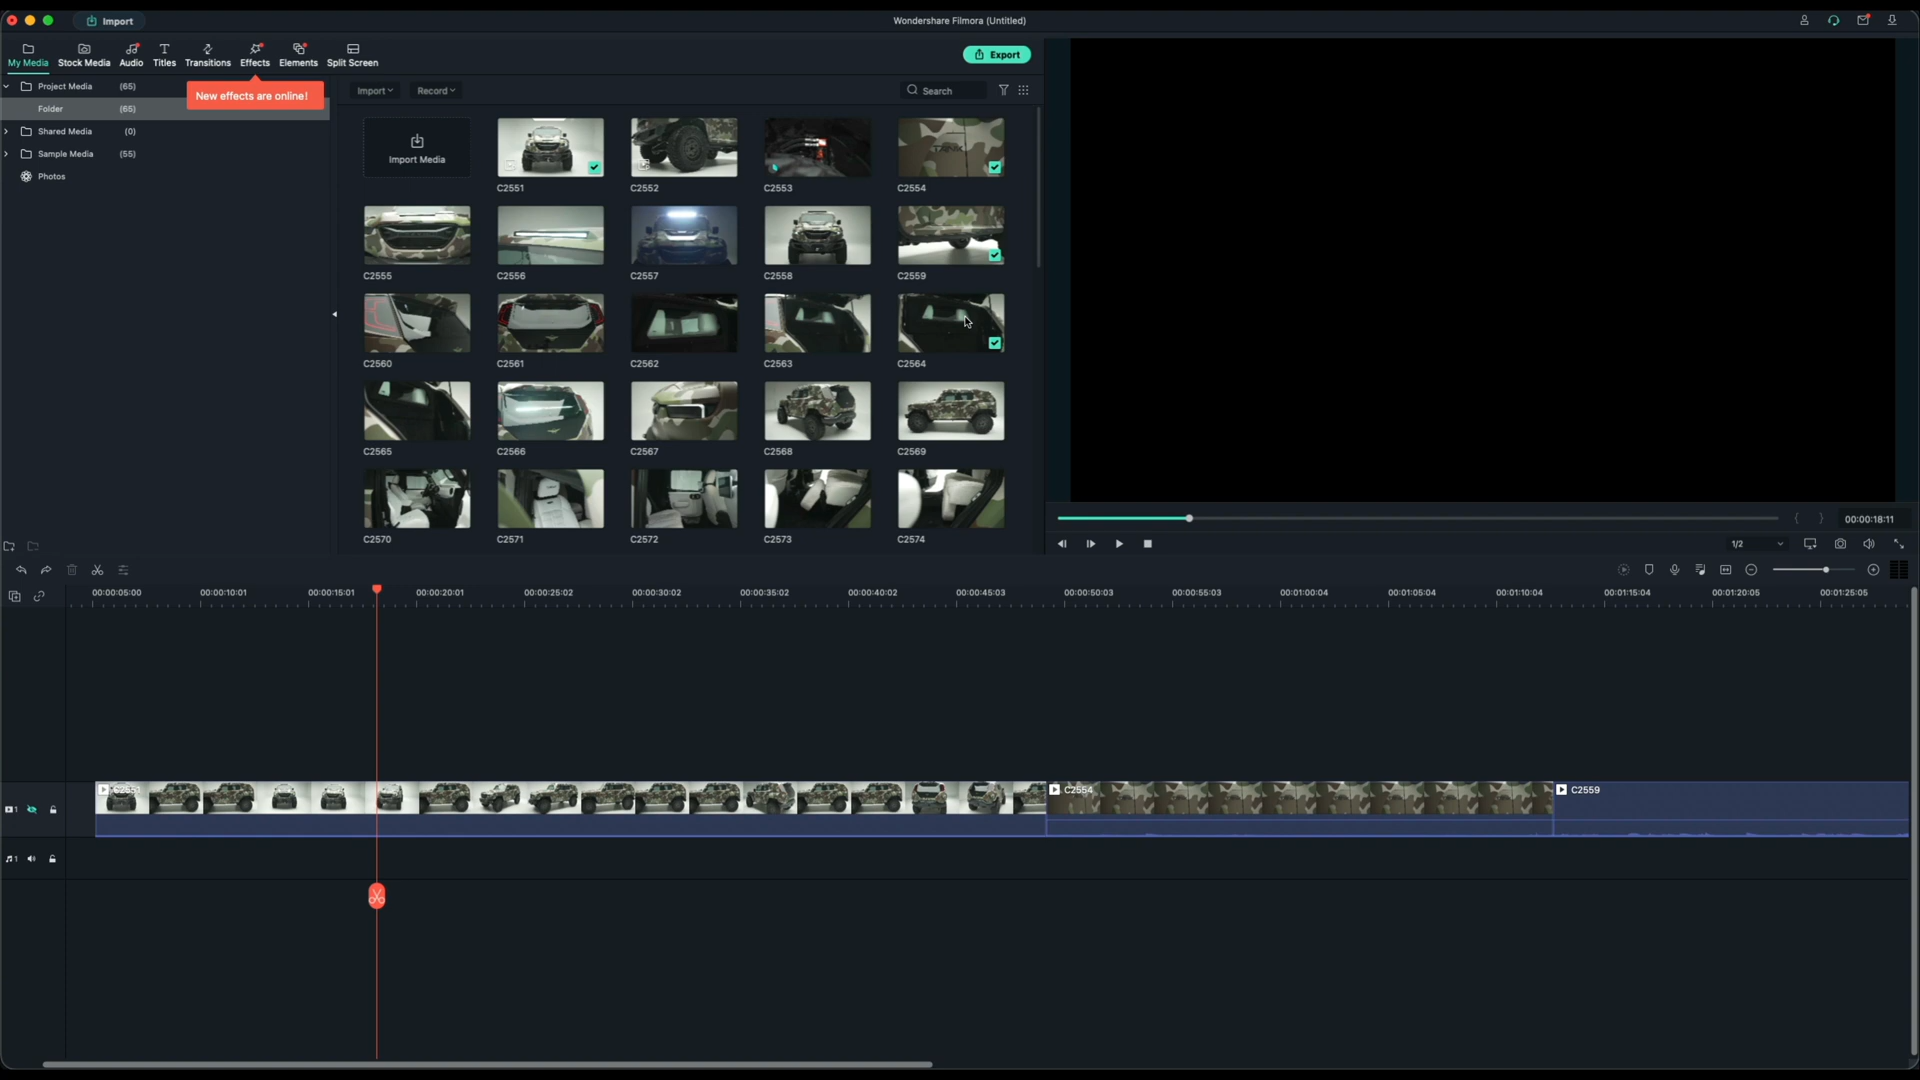 Import
Wondershare Filmora (Untitled)
My Media
Stock Media
Audio
Titles
Transitions
Effects
Elements
Split Screen
Export
Project Media (65)
New effects are online!
Folder (65)
Shared Media (0)
Sample Media (55)
Photos
Import
Record
Search
Import Media
C2551
C2552
C2553
C2554
C2555
C2556
C2557
C2558
C2559
C2560
C2561
C2562
C2563
C2564
C2565
C2566
C2567
C2568
C2569
C2570
C2571
C2572
C2573
C2574
00:00:18:11
1/2
00:00:05:00
00:00:10:01
00:00:15:01
00:00:20:01
00:00:25:02
00:00:30:02
00:00:35:02
00:00:40:02
00:00:45:03
00:00:50:03
00:00:55:03
00:01:00:04
00:01:05:04
00:01:10:04
00:01:15:04
00:01:20:05
00:01:25:05
C2551
C2554
C2559
1
1